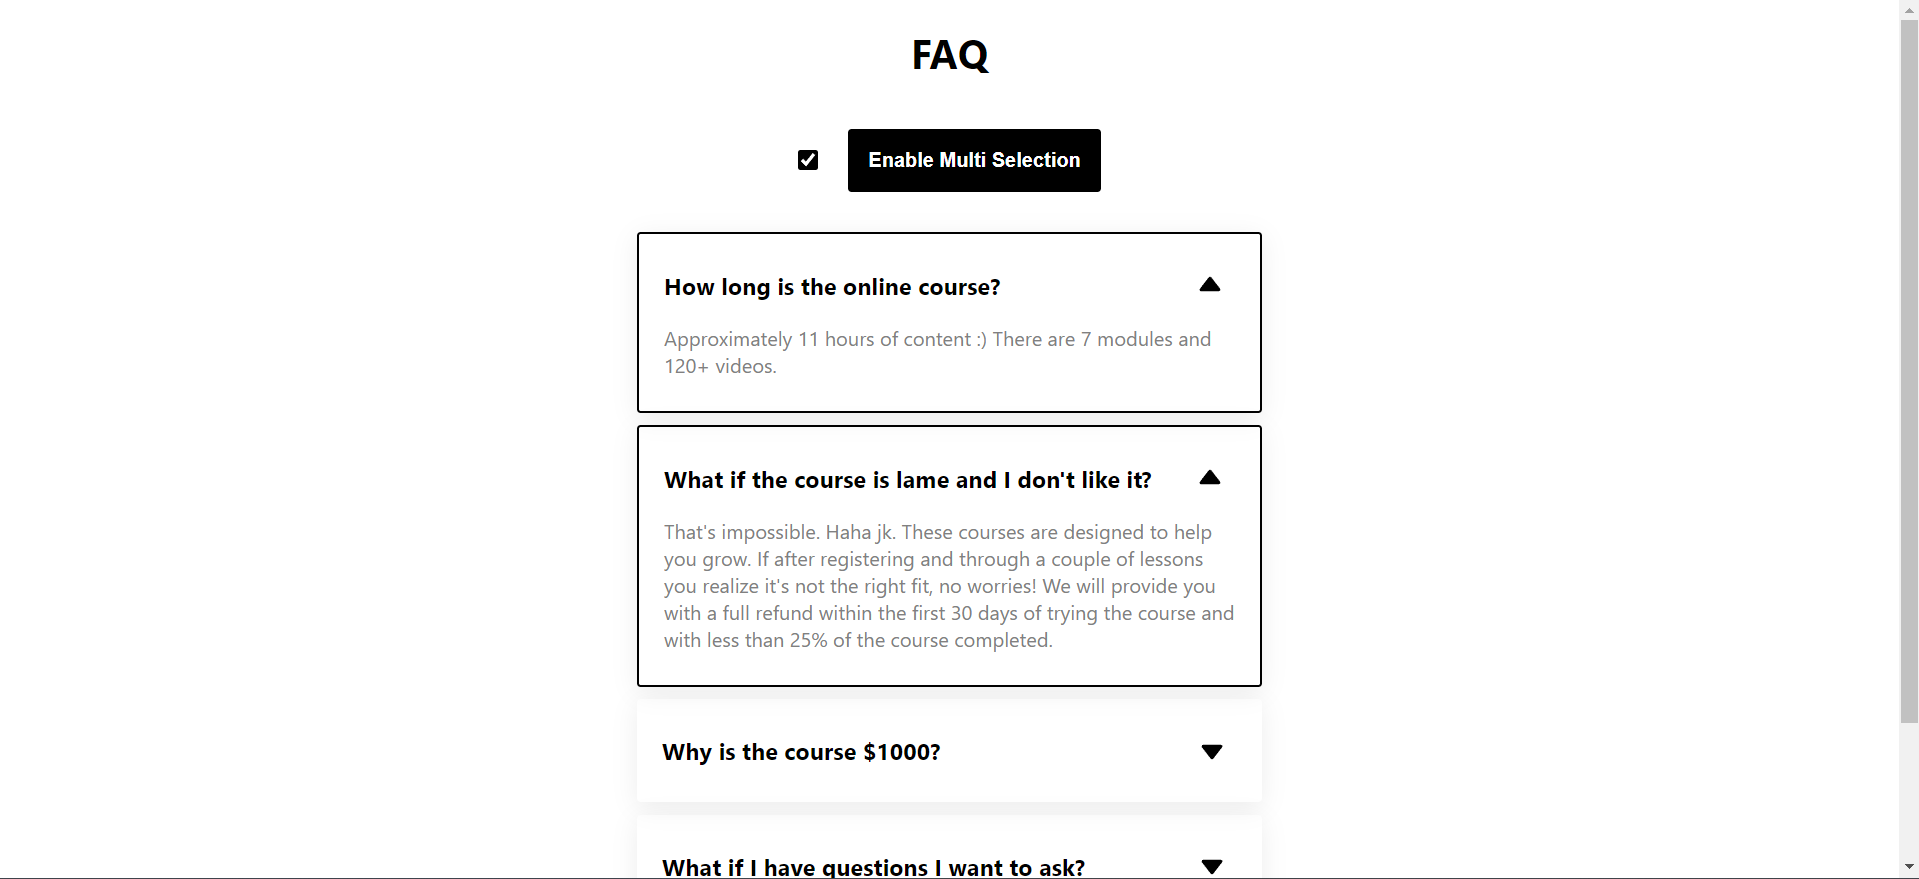 FAQ
Enable Multi Selection
How long is the online course?
Approximately 11 hours of content :) There are 7 modules and
120+ videos.
What if the course is lame and I don't like it?
That's impossible. Haha jk. These courses are designed to help
you grow. If after registering and through a couple of lessons
you realize it's not the right fit, no worries! We will provide you
with a full refund within the first 30 days of trying the course and
with less than 25% of the course completed.
Why is the course $1000?
What if I have questions I want to ask?